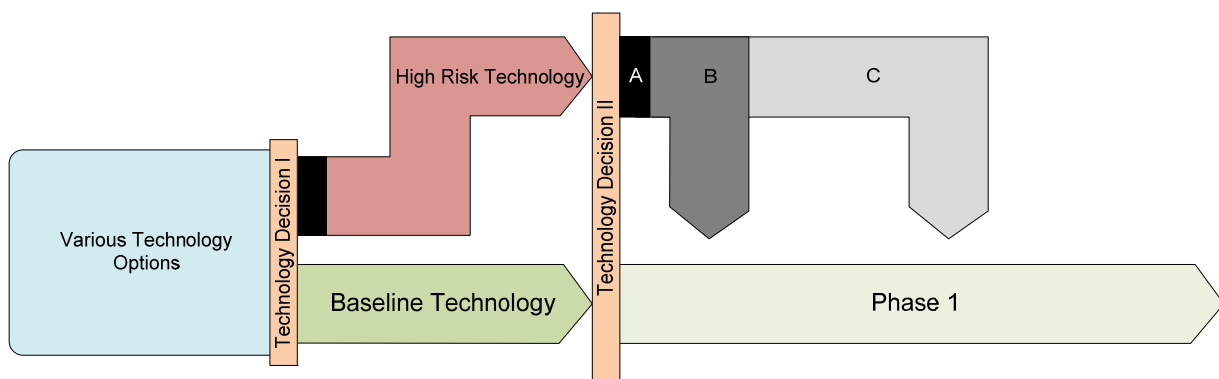 Various Technology
Options
Technology Decision I
High Risk Technology
Baseline Technology
Technology Decision II
A
B
C
Phase 1